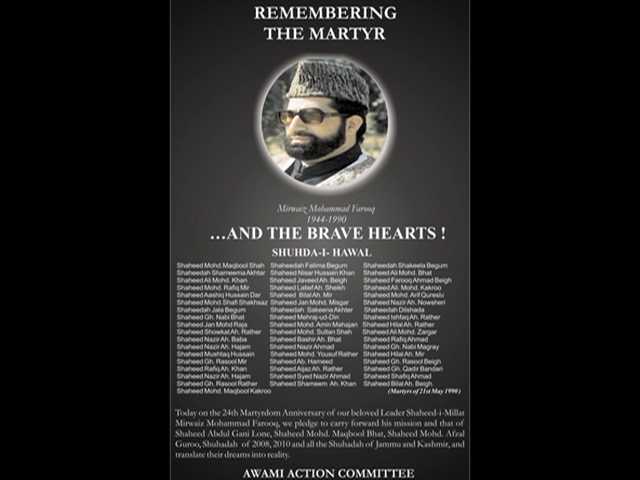 REMEMBERING
THE MARTYR
Mirwaiz Mohammad Farooq
1944-1990
...AND THE BRAVE HEARTS !
SHUHDA-I- HAWAL
Shaheed Mohd.Maqbool Shah Shaheedah Fatima Begum Shaheedah Shakeela Begum
Shaheedah Shameema Akhtar Shaheed Nisar Hussain Khan Shaheed Ali Mohd. Bhat
Shaheed Ali Mohd. Khan Shaheed Javeed Ah. Beigh Shaheed Farooq Ahmad Beigh
Shaheed Mohd. Rafiq Mir Shaheed Latief Ah. Sheikh Shaheed Ali. Mohd. Kakroo
Shaheed Aashiq Hussain Dar Shaheed Bilal Ah. Mir Shaheed Mohd. Arif Qureshi
Shaheed Mohd.Shafi Shakhsaz Shaheed Jan Mohd. Misgar Shaheed Nazir Ah. Nowsheri
Shaheedah Jala Begum Shaheedah Sakeena Akhter Shaheedah Dilshada
Shaheed Gh. Nabi Bhat Shaheed Mehraj-ud-Din Shaheed Ishfaq Ah. Rather
Shaheed Jan Mohd Raja Shaheed Mohd. Amin Mahajan Shaheed Hilal Ah. Rather
Shaheed Showkat Ah. Rather Shaheed Mohd. Sultan Shah Shaheed Ali Mohd. Zargar
Shaheed Nazir Ah. Baba Shaheed Bashir Ah. Bhat Shaheed Rafiq Ahmad
Shaheed Nazir Ah. Hajam Shaheed Nazir Ahmad Shaheed Gh. Nabi Magray
Shaheed Mushtaq Hussain Shaheed Mohd. Yousuf Rather Shaheed Hilal Ah. Mir
Shaheed Gh. Rasool Mir Shaheed Ab. Hameed Shaheed Gh. Rasool Beigh
Shaheed Rafiq Ah. Khan Shaheed Aijaz Ah. Rather Shaheed Gh. Qadir Bandari
Shaheed Nazir Ah. Hajam Shaheed Syed Nazir Ahmad Shaheed Shafiq Ahmad
Shaheed Gh. Rasool Rather Shaheed Shameem Ah. Khan Shaheed Bilal Ah. Beigh.
Shaheed Mohd. Maqbool Kakroo (Martyrs of 21st May 1990)
Today on the 24th Martyrdom Anniversary of our beloved Leader Shaheed-i-Millat
Mirwaiz Mohammad Farooq, we pledge to carry forward his mission and that of
Shaheed Abdul Gani Lone, Shaheed Mohd. Maqbool Bhat, Shaheed Mohd. Afzal
Guroo, Shuhadah of 2008, 2010 and all the Shuhadah of Jammu and Kashmir, and
translate their dreams into reality.
AWAMI ACTION COMMITTEE